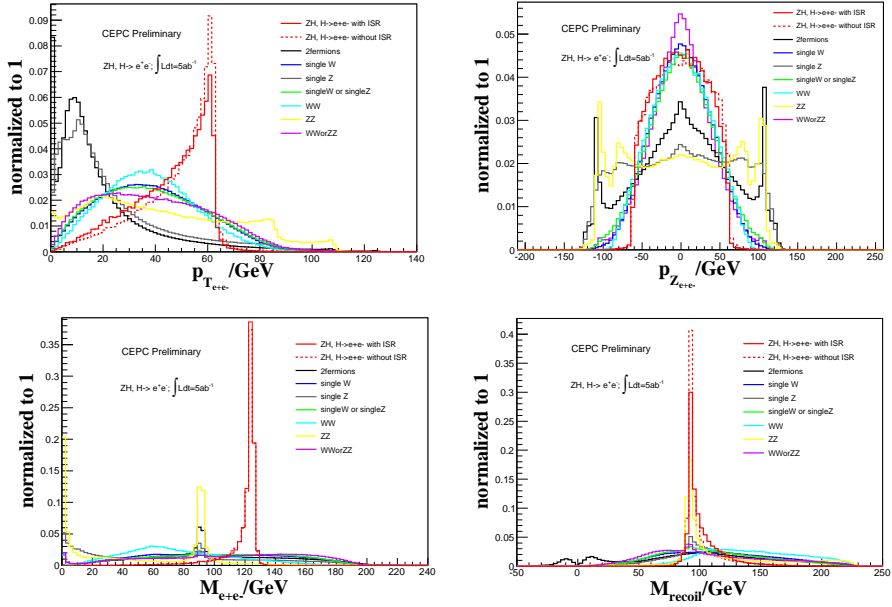 normalized to 1
0.09
0.08
0.07
0.06
0.05
0.04
0.03
0.02
0.01
0
CEPC Preliminary
ZH, H-> e⁺e⁻; ∫Ldt=5ab⁻¹
ZH, H->e+e- with ISR
ZH, H->e+e- without ISR
2fermions
single W
single Z
singleW or singleZ
WW
ZZ
WWorZZ
0 20 40 60 80 100 120 140
p_T_e+e- /GeV
normalized to 1
0.05
0.04
0.03
0.02
0.01
0
CEPC Preliminary
ZH, H-> e⁺e⁻; ∫Ldt=5ab⁻¹
ZH, H->e+e- with ISR
ZH, H->e+e- without ISR
2fermions
single W
single Z
singleW or singleZ
WW
ZZ
WWorZZ
-200 -150 -100 -50 0 50 100 150 200 250
p_Z_e+e- /GeV
normalized to 1
0.35
0.3
0.25
0.2
0.15
0.1
0.05
0
CEPC Preliminary
ZH, H-> e⁺e⁻; ∫Ldt=5ab⁻¹
ZH, H->e+e- with ISR
ZH, H->e+e- without ISR
2fermions
single W
single Z
singleW or singleZ
WW
ZZ
WWorZZ
0 20 40 60 80 100 120 140 160 180 200 220 240
M_e+e- /GeV
normalized to 1
0.4
0.35
0.3
0.25
0.2
0.15
0.1
0.05
0
CEPC Preliminary
ZH, H-> e⁺e⁻; ∫Ldt=5ab⁻¹
ZH, H->e+e- with ISR
ZH, H->e+e- without ISR
2fermions
single W
single Z
singleW or singleZ
WW
ZZ
WWorZZ
-50 0 50 100 150 200 250
M_recoil /GeV